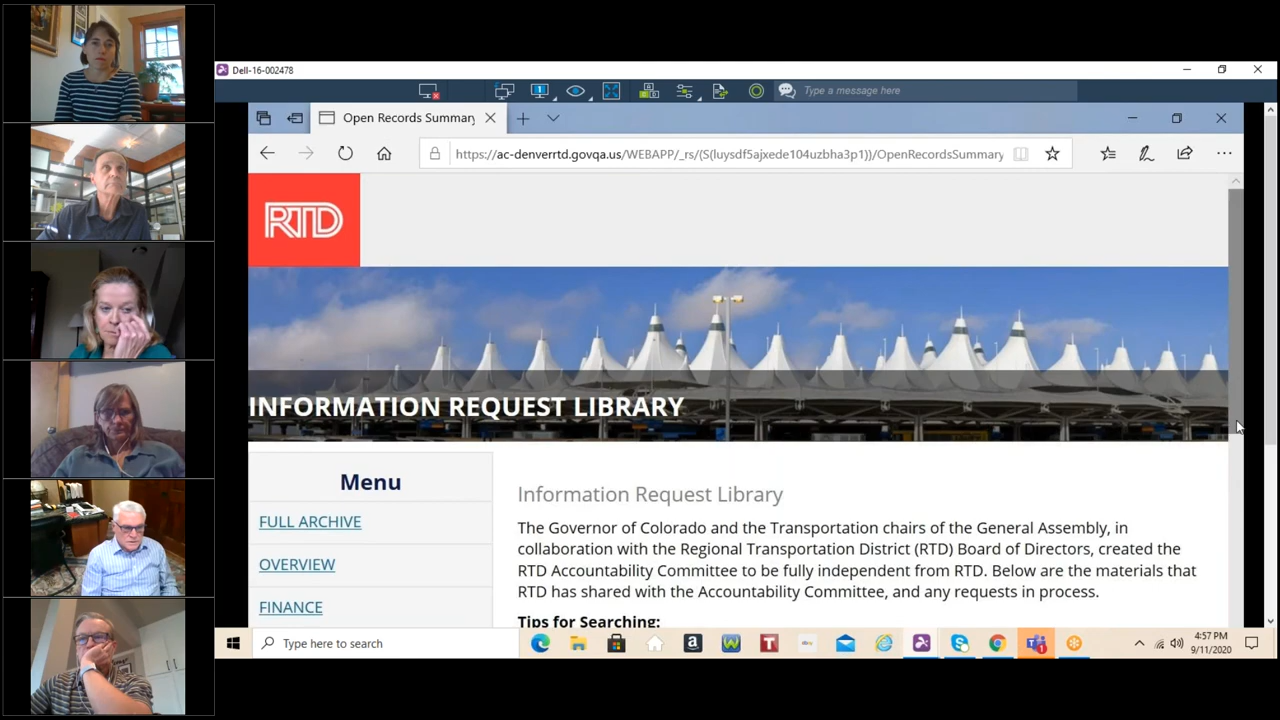 Dell-16-002478
Type a message here
Open Records Summary
https://ac-denverrtd.govqa.us/WEBAPP/_rs/(S(luysdf5ajxede104uzbha3p1))/OpenRecordsSummary
RTD
INFORMATION REQUEST LIBRARY
Menu
FULL ARCHIVE
OVERVIEW
FINANCE
Information Request Library
The Governor of Colorado and the Transportation chairs of the General Assembly, in
collaboration with the Regional Transportation District (RTD) Board of Directors, created the
RTD Accountability Committee to be fully independent from RTD. Below are the materials that
RTD has shared with the Accountability Committee, and any requests in process.
Tips for Searching:
Type here to search
4:57 PM
9/11/2020